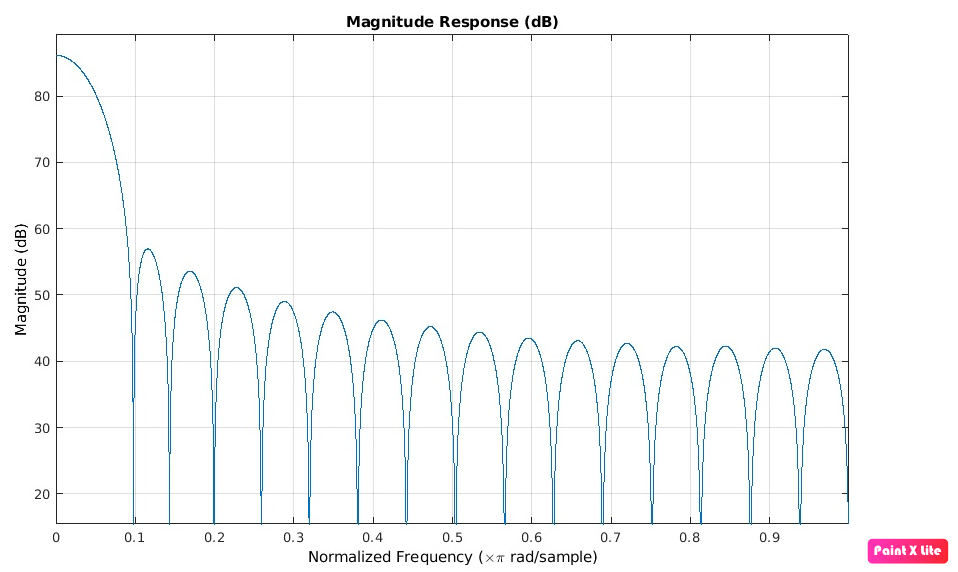 Magnitude Response (dB)
80
70
60
50
40
30
20
Magnitude (dB)
0 0.1 0.2 0.3 0.4 0.5 0.6 0.7 0.8 0.9
Normalized Frequency (×π rad/sample)
Paint X Lite